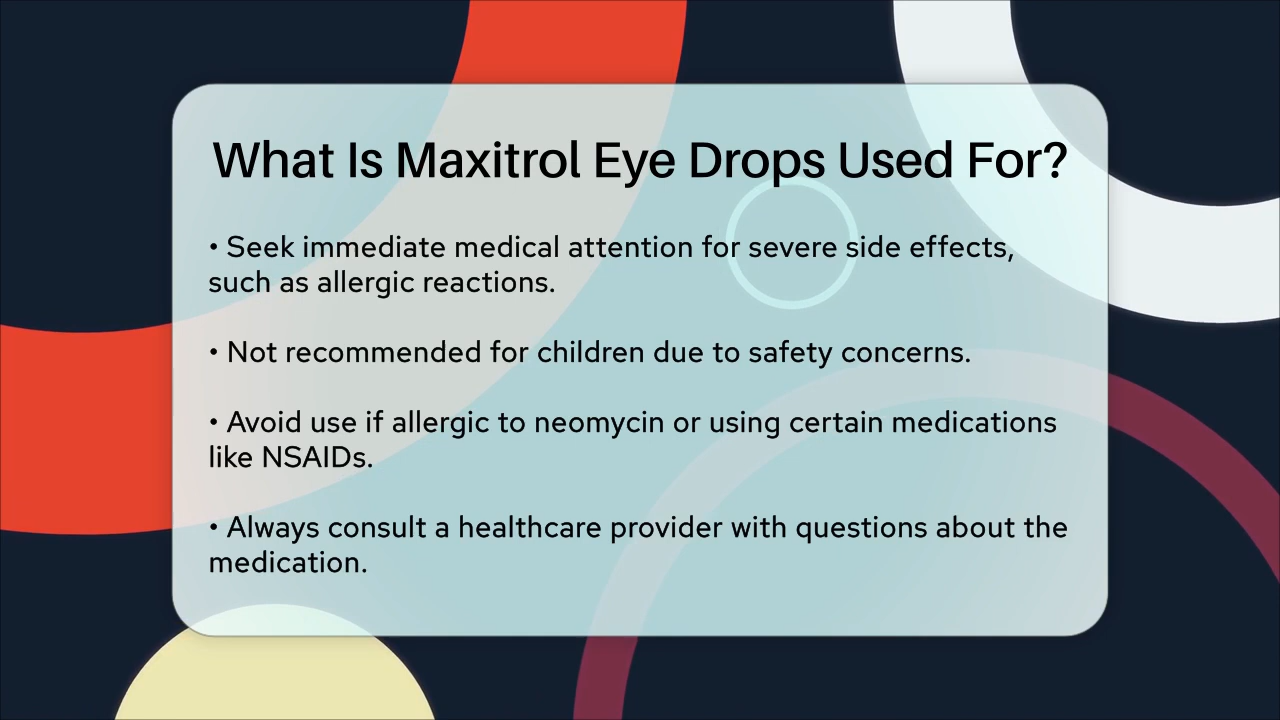 What Is Maxitrol Eye Drops Used For?
• Seek immediate medical attention for severe side effects,
such as allergic reactions.
• Not recommended for children due to safety concerns.
• Avoid use if allergic to neomycin or using certain medications
like NSAIDs.
• Always consult a healthcare provider with questions about the
medication.